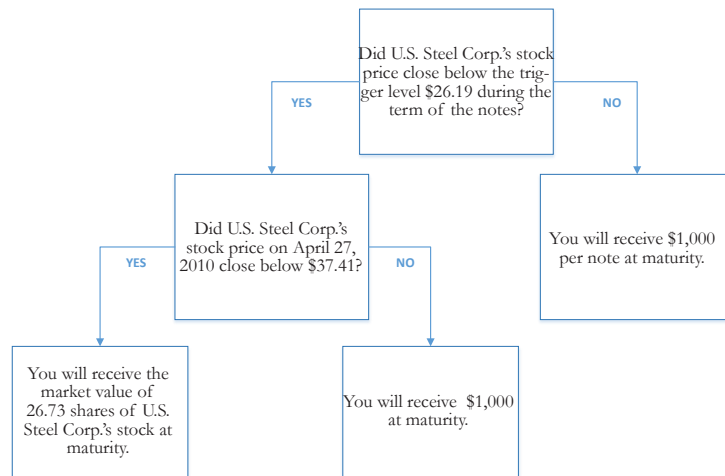 Did U.S. Steel Corp.'s stock
price close below the trig-
ger level $26.19 during the
term of the notes?
YES
NO
Did U.S. Steel Corp.'s
stock price on April 27,
2010 close below $37.41?
You will receive $1,000
per note at maturity.
YES
NO
You will receive the
market value of
26.73 shares of U.S.
Steel Corp.'s stock at
maturity.
You will receive $1,000
at maturity.